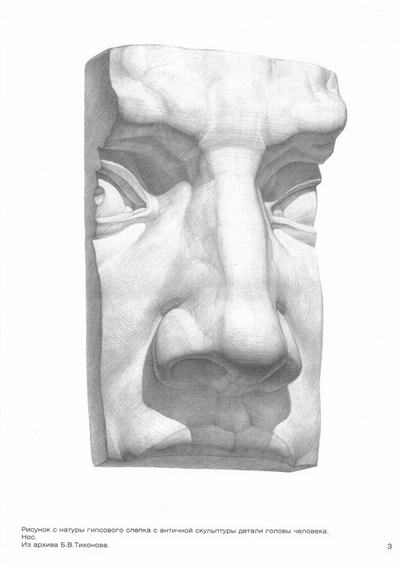 Рисунок с натуры гипсового слепка с античной скульптуры детали головы человека.
Нос.
Из архива Б.В.Тихонова.
3